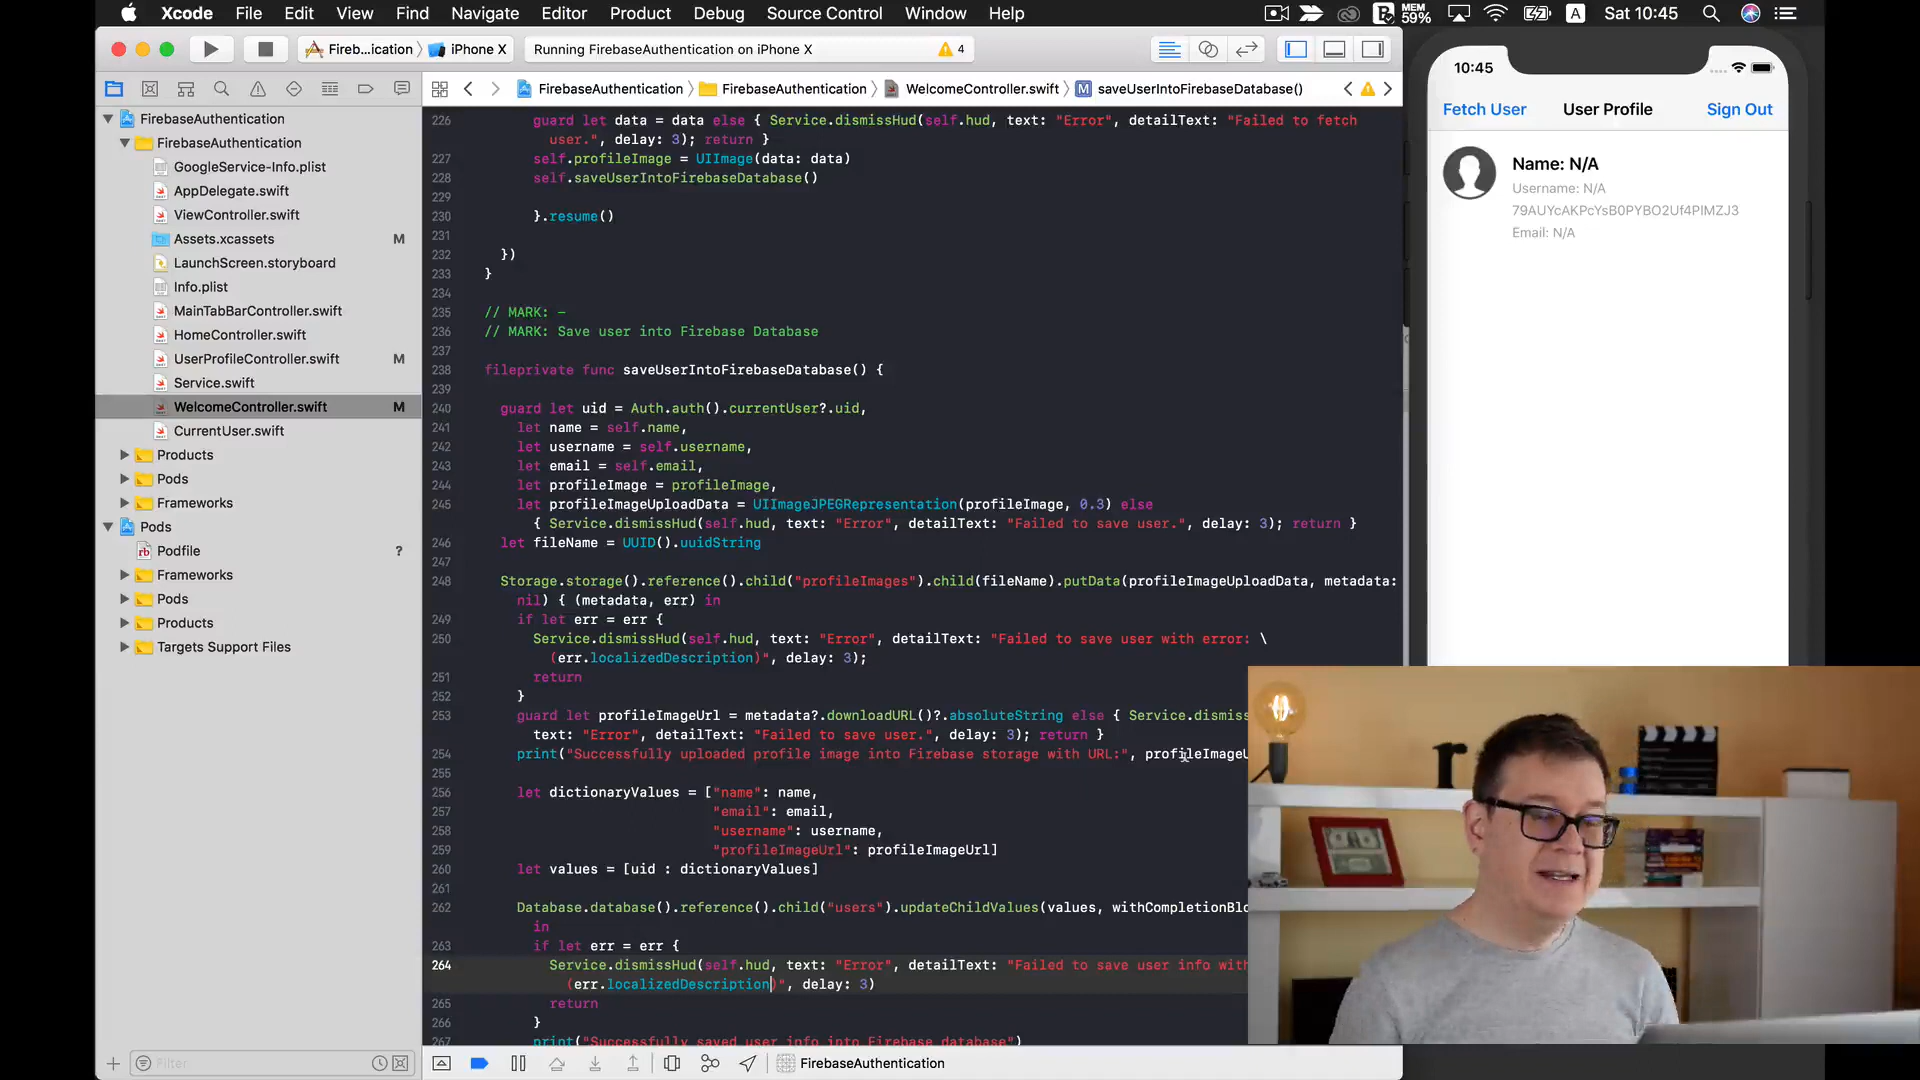 Xcode File Edit View Find Navigate Editor Product Debug Source Control Window Help
MEM 59% A Sat 10:45
Fireb...ication 〉 iPhone X
Running FirebaseAuthentication on iPhone X
4
FirebaseAuthentication 〉 FirebaseAuthentication 〉 WelcomeController.swift 〉 M saveUserIntoFirebaseDatabase()
FirebaseAuthentication
FirebaseAuthentication
GoogleService-Info.plist
AppDelegate.swift
ViewController.swift
Assets.xcassets M
LaunchScreen.storyboard
Info.plist
MainTabBarController.swift
HomeController.swift
UserProfileController.swift M
Service.swift
WelcomeController.swift M
CurrentUser.swift
Products
Pods
Frameworks
Pods
rb Podfile ?
Frameworks
Pods
Products
Targets Support Files
Filter
226 guard let data = data else { Service.dismissHud(self.hud, text: "Error", detailText: "Failed to fetch
user.", delay: 3); return }
227 self.profileImage = UIImage(data: data)
228 self.saveUserIntoFirebaseDatabase()
229
230 }.resume()
231
232 })
233 }
234
235 // MARK: -
236 // MARK: Save user into Firebase Database
237
238 fileprivate func saveUserIntoFirebaseDatabase() {
239
240 guard let uid = Auth.auth().currentUser?.uid,
241 let name = self.name,
242 let username = self.username,
243 let email = self.email,
244 let profileImage = profileImage,
245 let profileImageUploadData = UIImageJPEGRepresentation(profileImage, 0.3) else
{ Service.dismissHud(self.hud, text: "Error", detailText: "Failed to save user.", delay: 3); return }
246 let fileName = UUID().uuidString
247
248 Storage.storage().reference().child("profileImages").child(fileName).putData(profileImageUploadData, metadata:
nil) { (metadata, err) in
249 if let err = err {
250 Service.dismissHud(self.hud, text: "Error", detailText: "Failed to save user with error: \
(err.localizedDescription)", delay: 3);
251 return
252 }
253 guard let profileImageUrl = metadata?.downloadURL()?.absoluteString else { Service.dismiss
text: "Error", detailText: "Failed to save user.", delay: 3); return }
254 print("Successfully uploaded profile image into Firebase storage with URL:", profileImageU
255
256 let dictionaryValues = ["name": name,
257 "email": email,
258 "username": username,
259 "profileImageUrl": profileImageUrl]
260 let values = [uid : dictionaryValues]
261
262 Database.database().reference().child("users").updateChildValues(values, withCompletionBlo
in
263 if let err = err {
264 Service.dismissHud(self.hud, text: "Error", detailText: "Failed to save user info with
(err.localizedDescription)", delay: 3)
265 return
266 }
267 print("Successfully saved user info into Firebase database")
FirebaseAuthentication
10:45
Fetch User User Profile Sign Out
Name: N/A
Username: N/A
79AUYcAKPcYsB0PYBO2Uf4PIMZJ3
Email: N/A